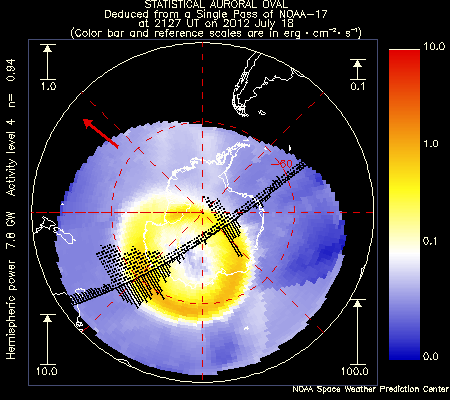 STATISTICAL AURORAL OVAL
Deduced from a Single Pass of NOAA-17
at 2127 UT on 2012 July 18
(Color bar and reference scales are in erg · cm⁻² · s⁻¹)
1.0
0.1
10.0
100.0
-60
10.0
1.0
0.1
0.0
Hemispheric power 7.8 GW Activity level 4 n= 0.94
NOAA Space Weather Prediction Center